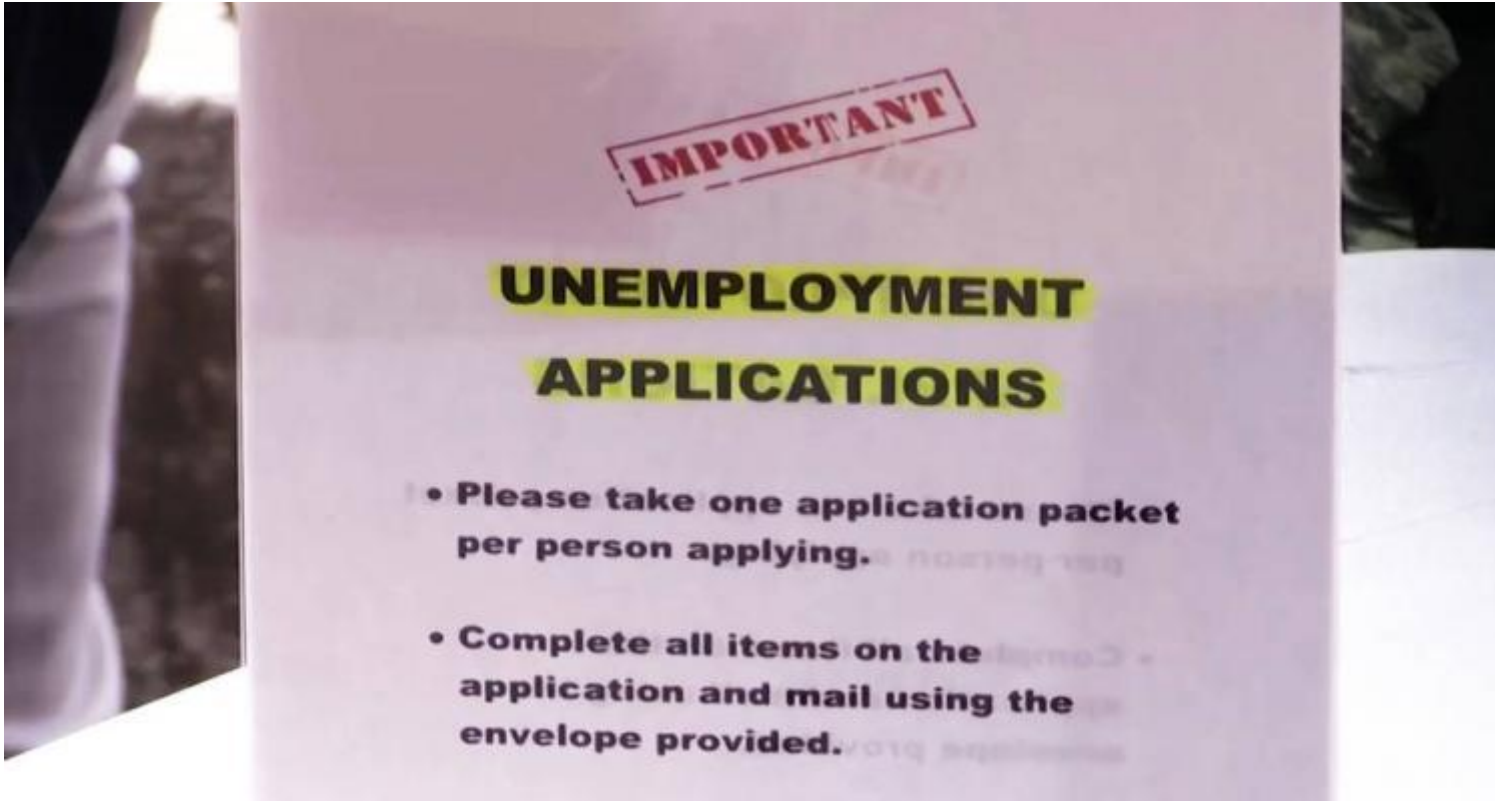 IMPORTANT
UNEMPLOYMENT
APPLICATIONS
• Please take one application packet
per person applying.
• Complete all items on the
application and mail using the
envelope provided.